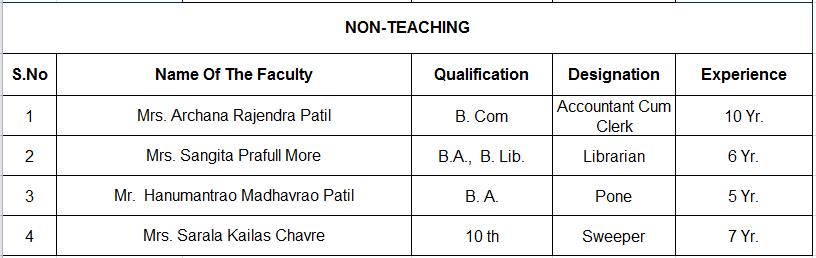 NON-TEACHING
S.No Name Of The Faculty Qualification Designation Experience
1 Mrs. Archana Rajendra Patil B. Com Accountant Cum Clerk 10 Yr.
2 Mrs. Sangita Prafull More B.A., B. Lib. Librarian 6 Yr.
3 Mr. Hanumantrao Madhavrao Patil B. A. Pone 5 Yr.
4 Mrs. Sarala Kailas Chavre 10 th Sweeper 7 Yr.